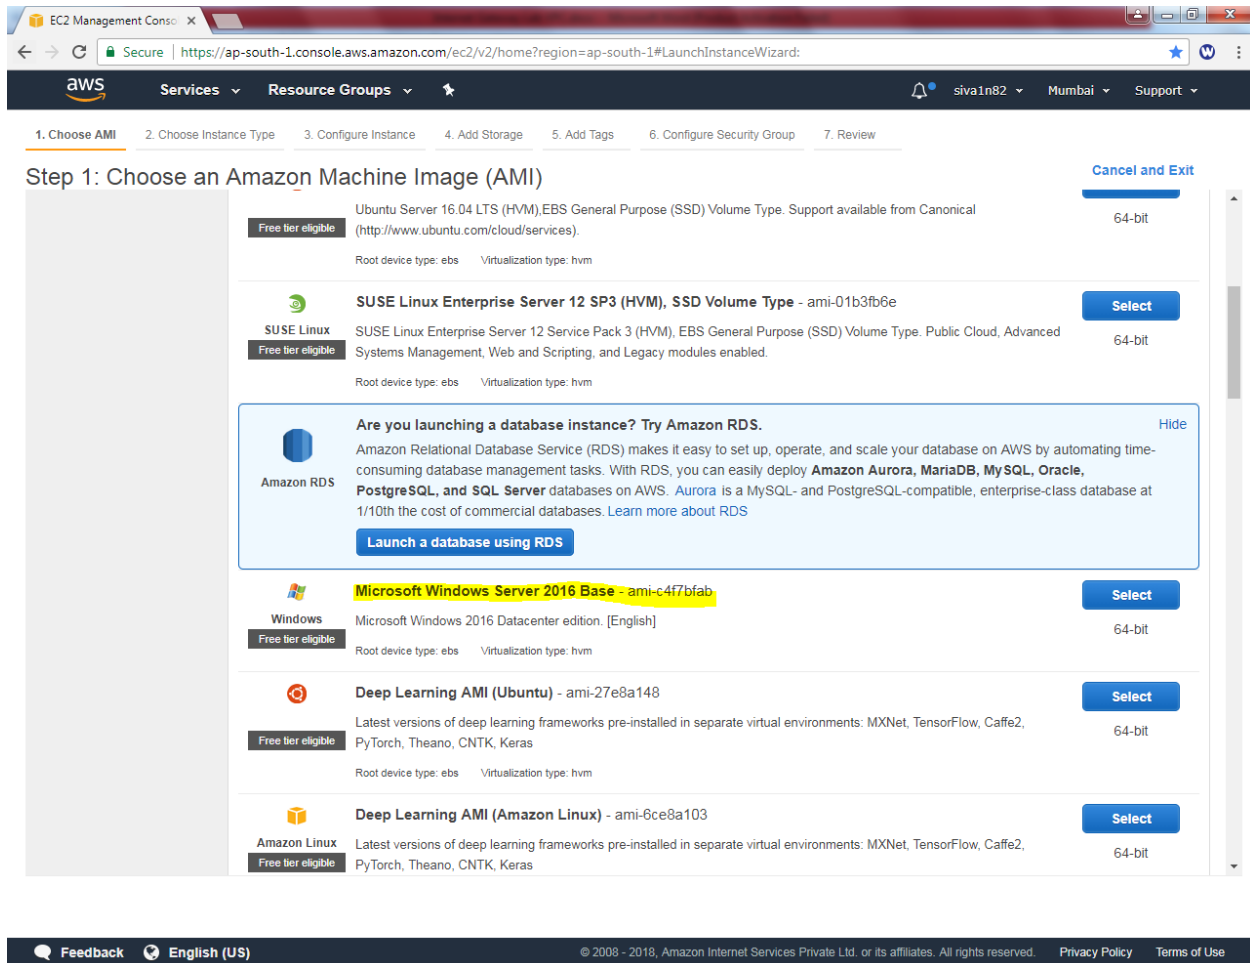 EC2 Management Conso
Secure | https://ap-south-1.console.aws.amazon.com/ec2/v2/home?region=ap-south-1#LaunchInstanceWizard:
aws Services Resource Groups siva1n82 Mumbai Support
1. Choose AMI 2. Choose Instance Type 3. Configure Instance 4. Add Storage 5. Add Tags 6. Configure Security Group 7. Review
Step 1: Choose an Amazon Machine Image (AMI)
Cancel and Exit
Free tier eligible
Ubuntu Server 16.04 LTS (HVM),EBS General Purpose (SSD) Volume Type. Support available from Canonical
(http://www.ubuntu.com/cloud/services).
Root device type: ebs Virtualization type: hvm
64-bit
SUSE Linux
Free tier eligible
SUSE Linux Enterprise Server 12 SP3 (HVM), SSD Volume Type - ami-01b3fb6e
SUSE Linux Enterprise Server 12 Service Pack 3 (HVM), EBS General Purpose (SSD) Volume Type. Public Cloud, Advanced
Systems Management, Web and Scripting, and Legacy modules enabled.
Root device type: ebs Virtualization type: hvm
Select
64-bit
Amazon RDS
Are you launching a database instance? Try Amazon RDS.
Hide
Amazon Relational Database Service (RDS) makes it easy to set up, operate, and scale your database on AWS by automating time-
consuming database management tasks. With RDS, you can easily deploy Amazon Aurora, MariaDB, MySQL, Oracle,
PostgreSQL, and SQL Server databases on AWS. Aurora is a MySQL- and PostgreSQL-compatible, enterprise-class database at
1/10th the cost of commercial databases. Learn more about RDS
Launch a database using RDS
Windows
Free tier eligible
Microsoft Windows Server 2016 Base - ami-c4f7bfab
Microsoft Windows 2016 Datacenter edition. [English]
Root device type: ebs Virtualization type: hvm
Select
64-bit
Free tier eligible
Deep Learning AMI (Ubuntu) - ami-27e8a148
Latest versions of deep learning frameworks pre-installed in separate virtual environments: MXNet, TensorFlow, Caffe2,
PyTorch, Theano, CNTK, Keras
Root device type: ebs Virtualization type: hvm
Select
64-bit
Amazon Linux
Free tier eligible
Deep Learning AMI (Amazon Linux) - ami-6ce8a103
Latest versions of deep learning frameworks pre-installed in separate virtual environments: MXNet, TensorFlow, Caffe2,
PyTorch, Theano, CNTK, Keras
Select
64-bit
Feedback English (US) © 2008 - 2018, Amazon Internet Services Private Ltd. or its affiliates. All rights reserved. Privacy Policy Terms of Use